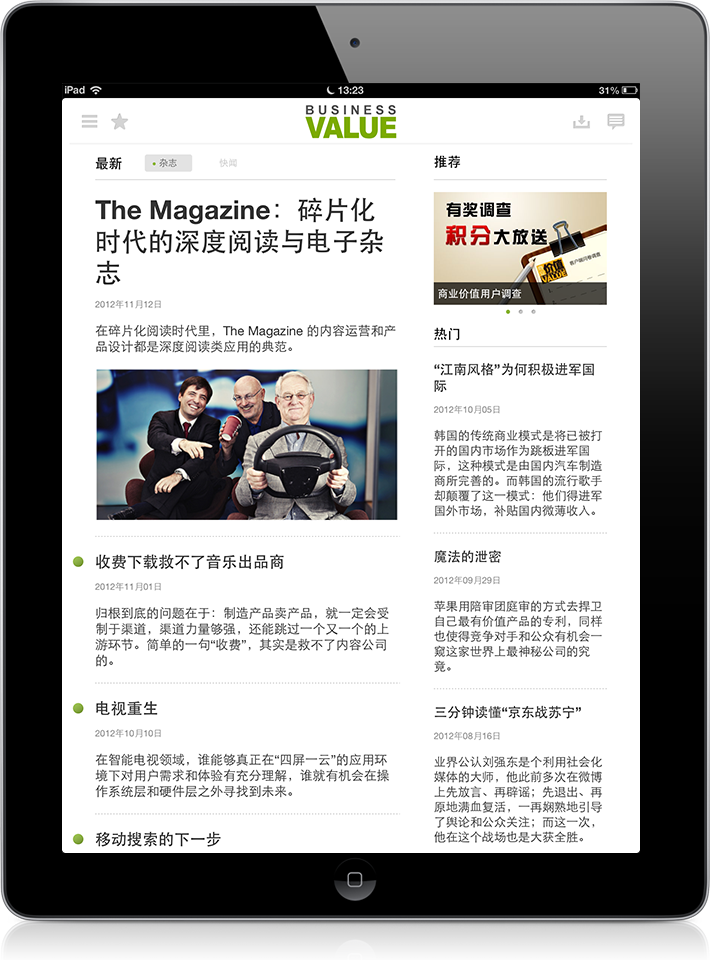 iPad
13:23
31%
BUSINESS
VALUE
最新
杂志
快阅
The Magazine：碎片化
时代的深度阅读与电子杂
志
2012年11月12日
在碎片化阅读时代里，The Magazine 的内容运营和产
品设计都是深度阅读类应用的典范。
收费下载救不了音乐出品商
2012年11月01日
归根到底的问题在于：制造产品卖产品，就一定会受
制于渠道，渠道力量够强，还能跳过一个又一个的上
游环节。简单的一句“收费”，其实是救不了内容公司
的。
电视重生
2012年10月10日
在智能电视领域，谁能够真正在“四屏一云”的应用环
境下对用户需求和体验有充分理解，谁就有机会在操
作系统层和硬件层之外寻找到未来。
移动搜索的下一步
推荐
有奖调查
积分大放送
价值
VALUE
客户顾问卷调查
商业价值用户调查
热门
“江南风格”为何积极进军国
际
2012年10月05日
韩国的传统商业模式是将已被打
开的国内市场作为跳板进军国
际，这种模式是由国内汽车制造
商所完善的。而韩国的流行歌手
却颠覆了这一模式：他们得进军
国外市场，补贴国内微薄收入。
魔法的泄密
2012年09月29日
苹果用陪审团庭审的方式去捍卫
自己最有价值产品的专利，同样
也使得竞争对手和公众有机会一
窥这家世界上最神秘公司的究
竟。
三分钟读懂“京东战苏宁”
2012年08月16日
业界公认刘强东是个利用社会化
媒体的大师，他此前多次在微博
上先放言、再辟谣；先退出、再
原地满血复活，一再娴熟地引导
了舆论和公众关注；而这一次，
他在这个战场也是大获全胜。